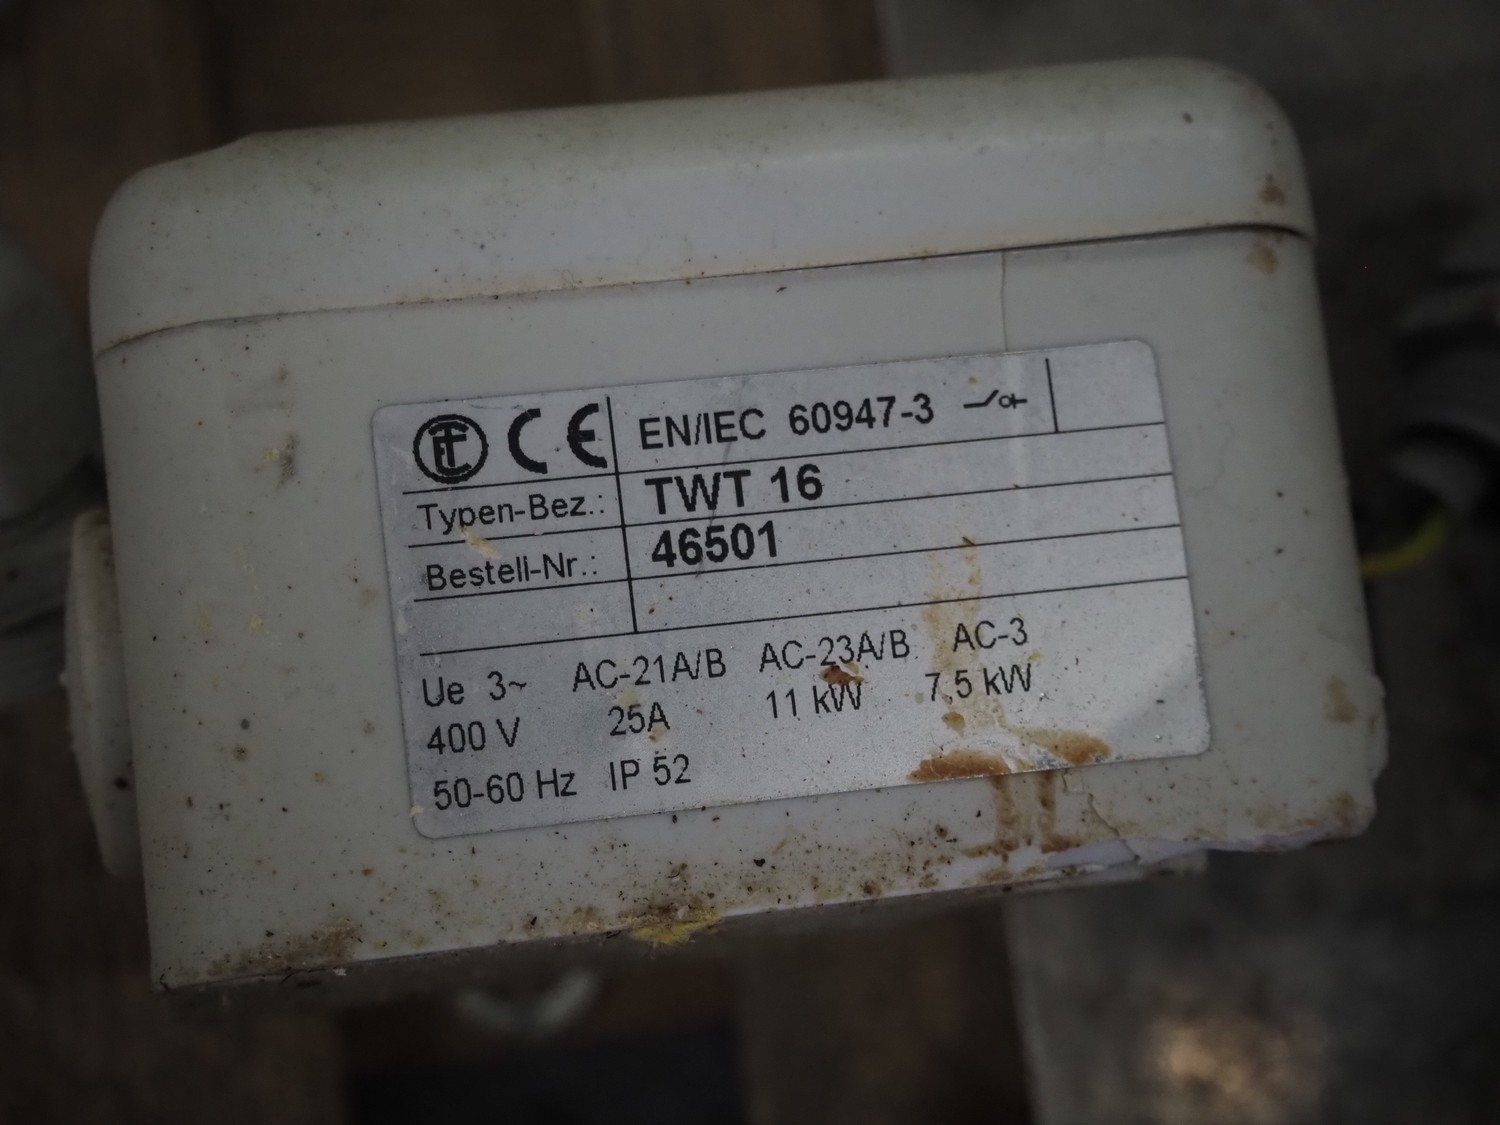 CE EN/IEC 60947-3
Typen-Bez.: TWT 16
Bestell-Nr.: 46501
Ue 3~ AC-21A/B AC-23A/B AC-3
400 V 25A 11 kW 7,5 kW
50-60 Hz IP 52